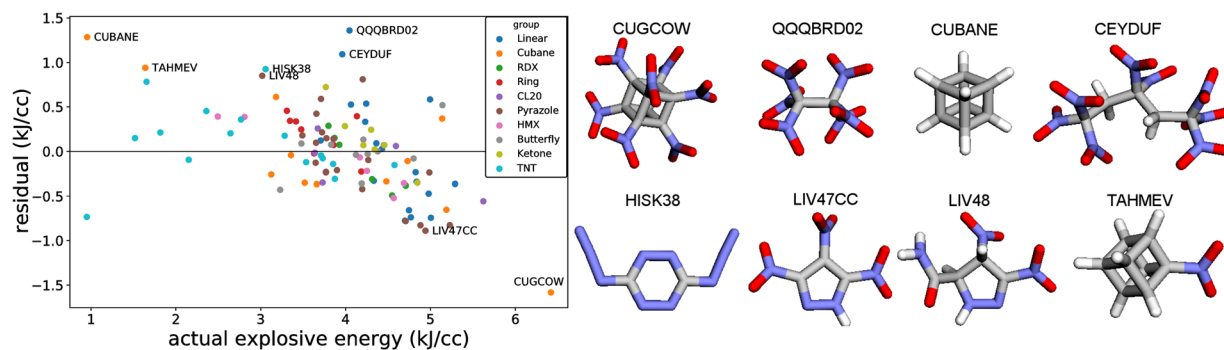 1.5
1.0
0.5
0.0
−0.5
−1.0
−1.5
residual (kJ/cc)
1
2
3
4
5
6
actual explosive energy (kJ/cc)
CUBANE
TAHMEV
HISK38
LIV48
QQQBRD02
CEYDUF
LIV47CC
CUGCOW
group
Linear
Cubane
RDX
Ring
CL20
Pyrazole
HMX
Butterfly
Ketone
TNT
CUGCOW
QQQBRD02
CUBANE
CEYDUF
HISK38
LIV47CC
LIV48
TAHMEV